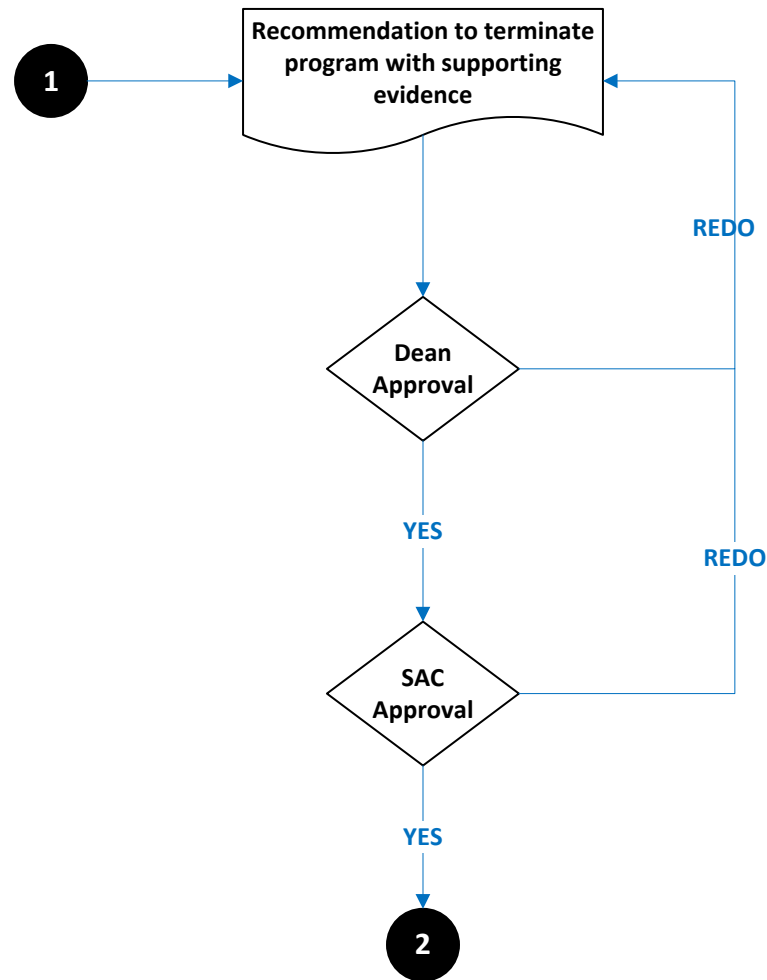 Recommendation to terminate
program with supporting
evidence
1
REDO
Dean
Approval
YES
REDO
SAC
Approval
YES
2